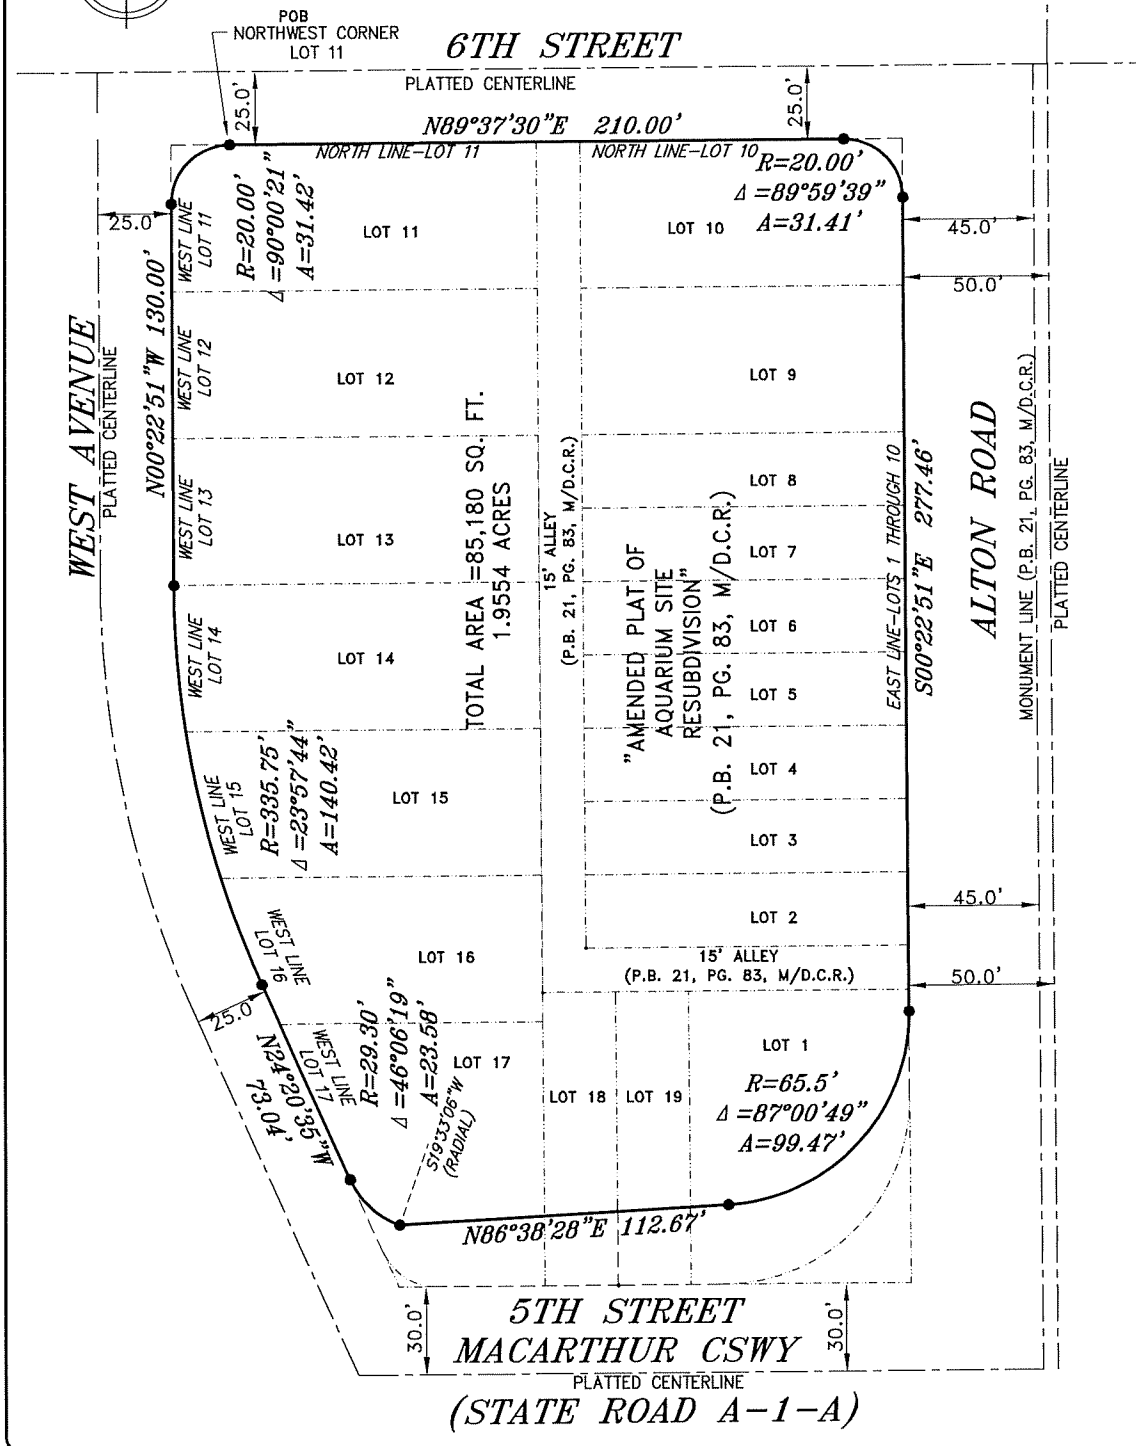 POB
NORTHWEST CORNER
LOT 11
6TH STREET
PLATTED CENTERLINE
25.0'
25.0'
N89°37'30"E 210.00'
NORTH LINE-LOT 11
NORTH LINE-LOT 10
R=20.00'
Δ=90°00'21"
A=31.42'
R=20.00'
Δ=89°59'39"
A=31.41'
25.0'
WEST LINE
LOT 11
LOT 11
LOT 10
45.0'
50.0'
WEST AVENUE
PLATTED CENTERLINE
N00°22'51"W 130.00'
WEST LINE
LOT 12
LOT 12
LOT 9
WEST LINE
LOT 13
LOT 13
TOTAL AREA =85,180 SQ. FT.
1.9554 ACRES
15' ALLEY
(P.B. 21, PG. 83, M/D.C.R.)
"AMENDED PLAT OF
AQUARIUM SITE
RESUBDIVISION"
(P.B. 21, PG. 83, M/D.C.R.)
LOT 8
LOT 7
LOT 6
LOT 5
LOT 4
LOT 3
LOT 2
EAST LINE-LOTS 1 THROUGH 10
S00°22'51"E 277.46'
ALTON ROAD
MONUMENT LINE (P.B. 21, PG. 83, M/D.C.R.)
PLATTED CENTERLINE
WEST LINE
LOT 14
LOT 14
WEST LINE
LOT 15
R=335.75'
Δ=23°57'44"
A=140.42'
LOT 15
45.0'
WEST LINE
LOT 16
LOT 16
15' ALLEY
(P.B. 21, PG. 83, M/D.C.R.)
50.0'
25.0'
N24°20'35"W
73.04'
WEST LINE
LOT 17
R=29.30'
Δ=46°06'19"
A=23.58'
S19°33'06"W
(RADIAL)
LOT 17
LOT 18
LOT 19
LOT 1
R=65.5'
Δ=87°00'49"
A=99.47'
N86°38'28"E 112.67'
30.0'
5TH STREET
MACARTHUR CSWY
30.0'
PLATTED CENTERLINE
(STATE ROAD A-1-A)